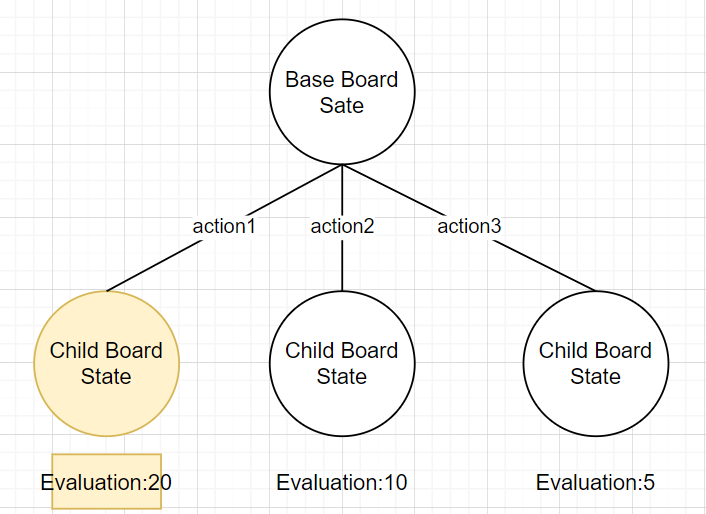 Base Board
Sate
action1
action2
action3
Child Board
State
Child Board
State
Child Board
State
Evaluation:20
Evaluation:10
Evaluation:5